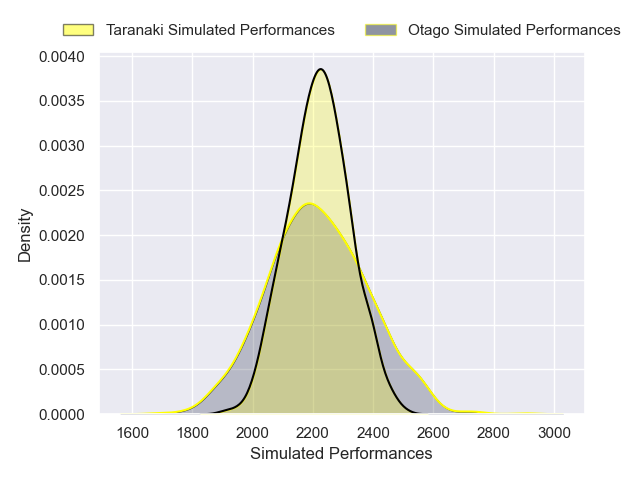 Taranaki Simulated Performances
Otago Simulated Performances
0.0040
0.0035
0.0030
0.0025
0.0020
0.0015
0.0010
0.0005
0.0000
Density
1600 1800 2000 2200 2400 2600 2800 3000
Simulated Performances